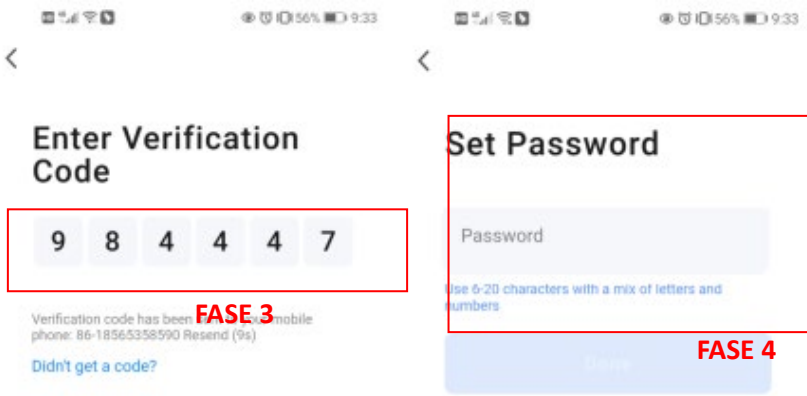 56% 9:33
Enter Verification
Code
9 8 4 4 4 7
FASE 3
Verification code has been mobile
phone: 86-18565358590 Resend (9s)
Didn't get a code?
56% 9:33
Set Password
Password
Use 6-20 characters with a mix of letters and
numbers
FASE 4
Done